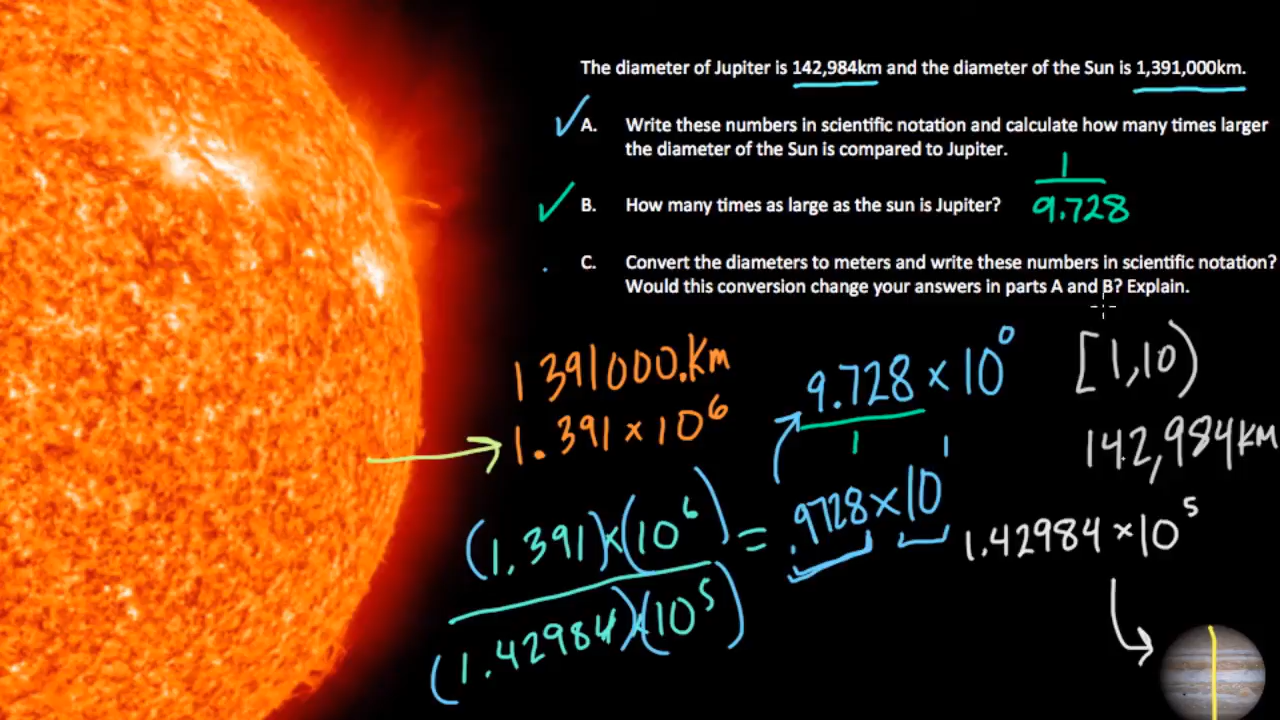 The diameter of Jupiter is 142,984km and the diameter of the Sun is 1,391,000km.
A. Write these numbers in scientific notation and calculate how many times larger
the diameter of the Sun is compared to Jupiter.
B. How many times as large as the sun is Jupiter? 1/9.728
C. Convert the diameters to meters and write these numbers in scientific notation?
Would this conversion change your answers in parts A and B? Explain.
1391000.Km
1.391 × 10^6
(1.391)×(10^6)
(1.42984)×(10^5)
= .9728 × 10^1
9.728 × 10^0
1
[1,10)
142,984KM
1.42984 × 10^5